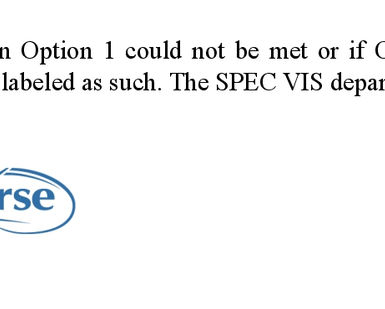 n Option 1 could not be met or if
labeled as such. The SPEC VIS depar
rse